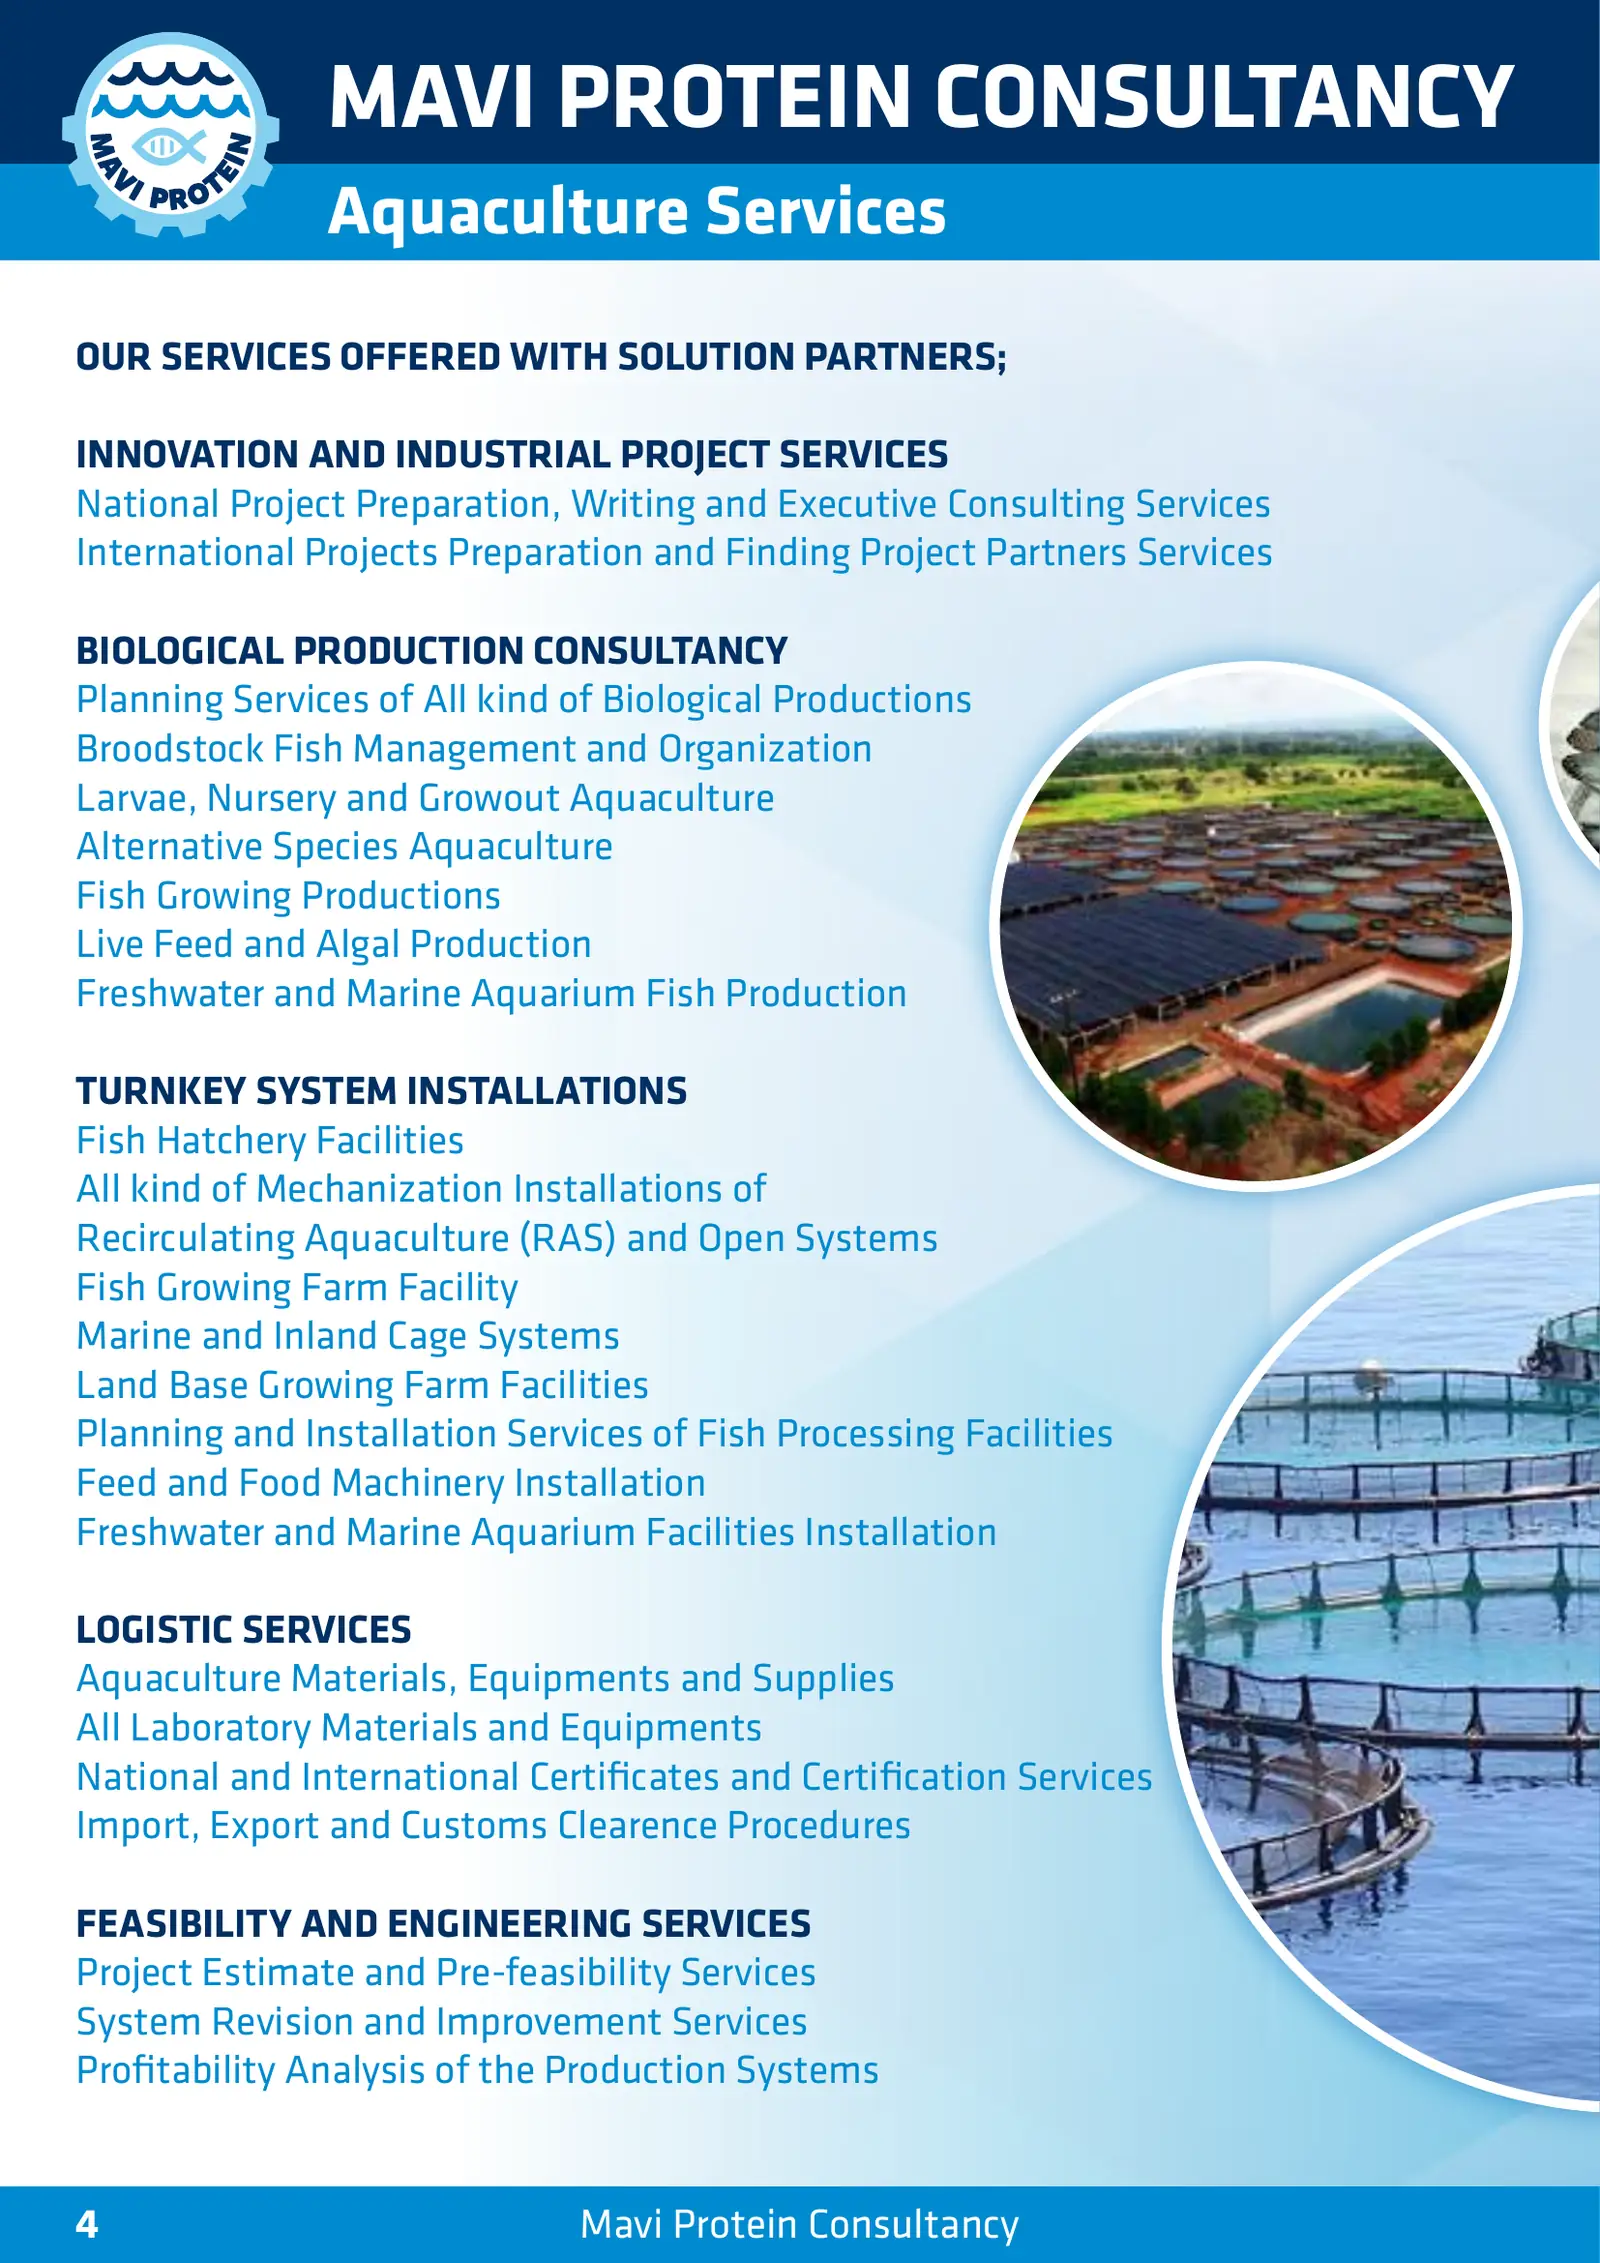 MAVI PROTEIN
MAVI PROTEIN CONSULTANCY
Aquaculture Services
OUR SERVICES OFFERED WITH SOLUTION PARTNERS;
INNOVATION AND INDUSTRIAL PROJECT SERVICES
National Project Preparation, Writing and Executive Consulting Services
International Projects Preparation and Finding Project Partners Services
BIOLOGICAL PRODUCTION CONSULTANCY
Planning Services of All kind of Biological Productions
Broodstock Fish Management and Organization
Larvae, Nursery and Growout Aquaculture
Alternative Species Aquaculture
Fish Growing Productions
Live Feed and Algal Production
Freshwater and Marine Aquarium Fish Production
TURNKEY SYSTEM INSTALLATIONS
Fish Hatchery Facilities
All kind of Mechanization Installations of
Recirculating Aquaculture (RAS) and Open Systems
Fish Growing Farm Facility
Marine and Inland Cage Systems
Land Base Growing Farm Facilities
Planning and Installation Services of Fish Processing Facilities
Feed and Food Machinery Installation
Freshwater and Marine Aquarium Facilities Installation
LOGISTIC SERVICES
Aquaculture Materials, Equipments and Supplies
All Laboratory Materials and Equipments
National and International Certificates and Certification Services
Import, Export and Customs Clearence Procedures
FEASIBILITY AND ENGINEERING SERVICES
Project Estimate and Pre-feasibility Services
System Revision and Improvement Services
Profitability Analysis of the Production Systems
4
Mavi Protein Consultancy